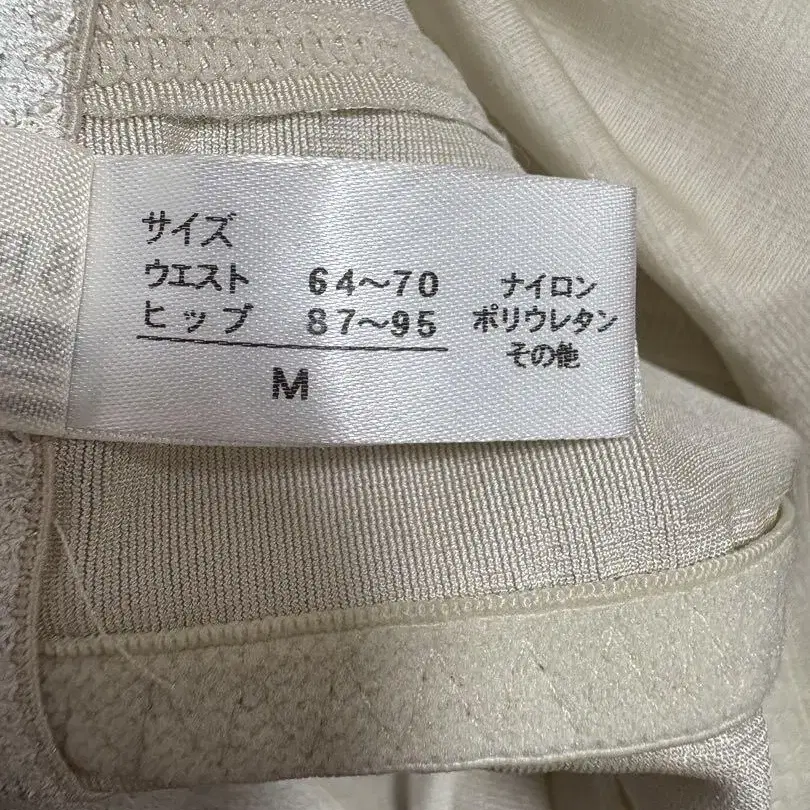 サイズ
ウエスト 64～70
ヒップ 87～95
M
ナイロン
ポリウレタン
その他